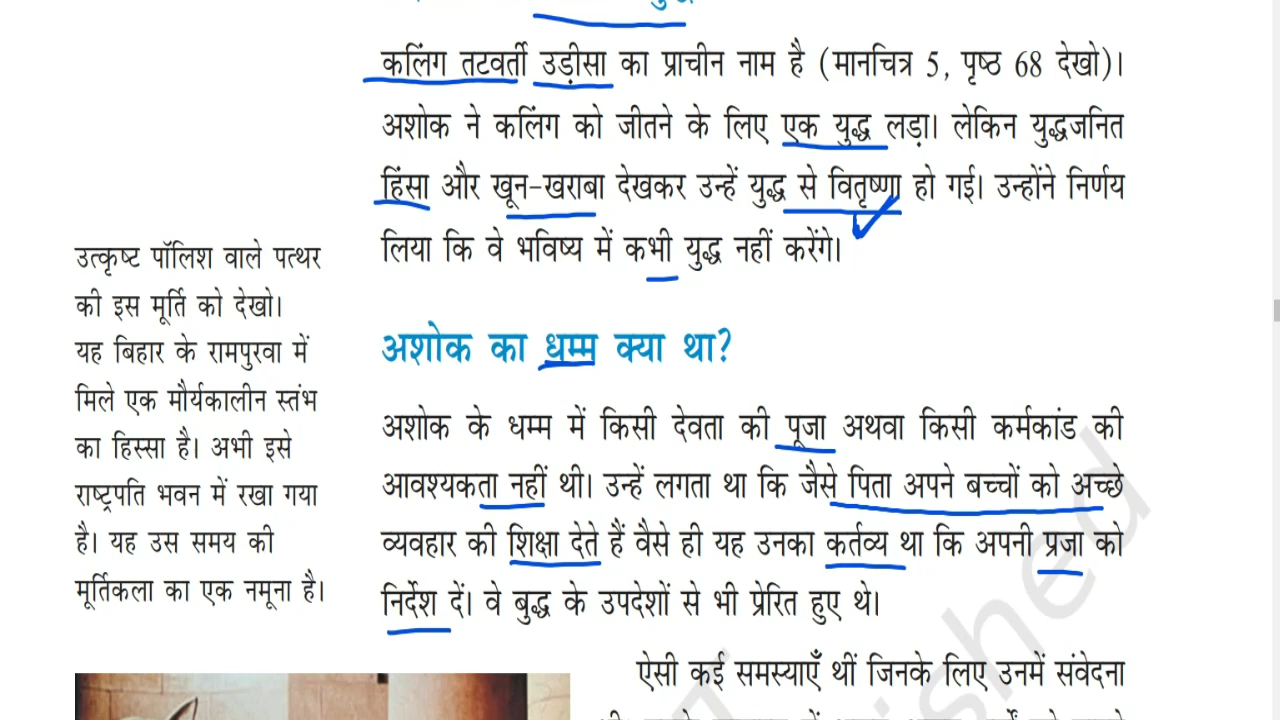 कलिंग तटवर्ती उड़ीसा का प्राचीन नाम है (मानचित्र 5, पृष्ठ 68 देखो)।
अशोक ने कलिंग को जीतने के लिए एक युद्ध लड़ा। लेकिन युद्धजनित
हिंसा और खून-खराबा देखकर उन्हें युद्ध से वितृष्णा हो गई। उन्होंने निर्णय
लिया कि वे भविष्य में कभी युद्ध नहीं करेंगे।
उत्कृष्ट पॉलिश वाले पत्थर
की इस मूर्ति को देखो।
यह बिहार के रामपुरवा में
मिले एक मौर्यकालीन स्तंभ
का हिस्सा है। अभी इसे
राष्ट्रपति भवन में रखा गया
है। यह उस समय की
मूर्तिकला का एक नमूना है।
अशोक का धम्म क्या था?
अशोक के धम्म में किसी देवता की पूजा अथवा किसी कर्मकांड की
आवश्यकता नहीं थी। उन्हें लगता था कि जैसे पिता अपने बच्चों को अच्छे
व्यवहार की शिक्षा देते हैं वैसे ही यह उनका कर्तव्य था कि अपनी प्रजा को
निर्देश दें। वे बुद्ध के उपदेशों से भी प्रेरित हुए थे।
ऐसी कई समस्याएँ थीं जिनके लिए उनमें संवेदना